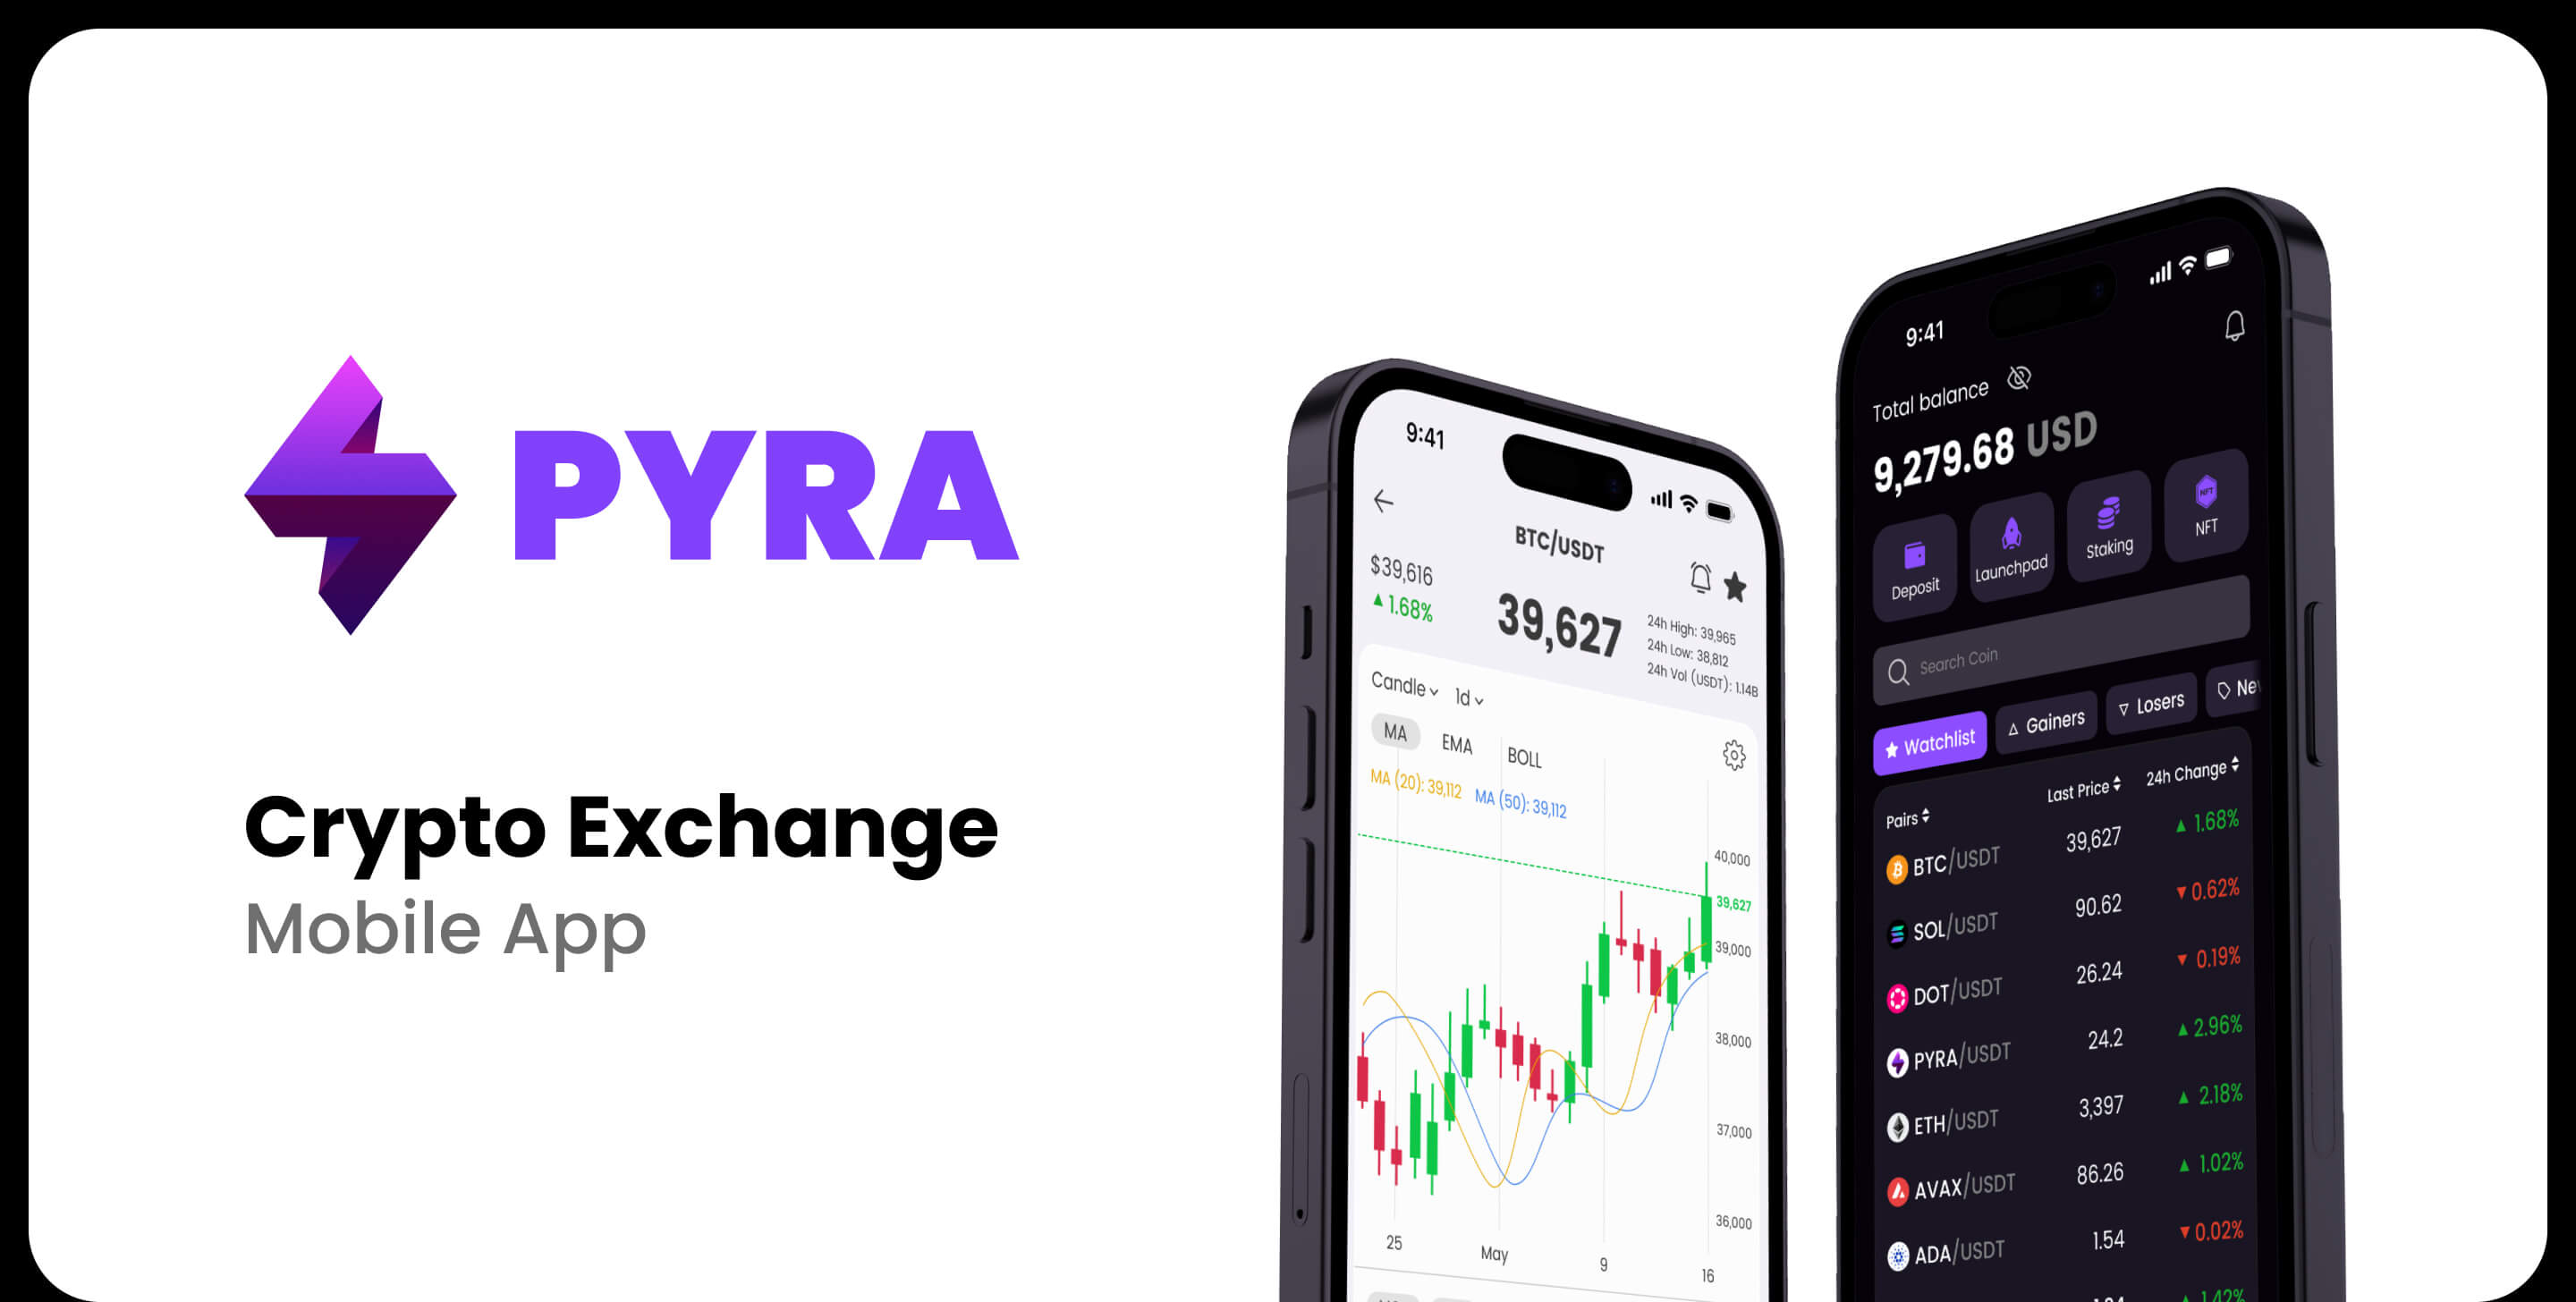 PYRA
Crypto Exchange
Mobile App
9:41
BTC/USDT
$39,616
▲ 1.68%
39,627
24h High: 39,965
24h Low: 38,812
24h Vol (USDT): 1.14B
Candle
1d
MA
EMA
BOLL
MA (20): 39,112
MA (50): 39,112
40,000
39,627
39,000
38,000
37,000
36,000
25
May
9
16
9:41
Total balance
9,279.68 USD
Deposit
Launchpad
Staking
NFT
NFT
Search Coin
Watchlist
Gainers
Losers
Pairs
Last Price
24h Change
BTC/USDT 39,627 ▲ 1.68%
SOL/USDT 90.62 ▼ 0.62%
DOT/USDT 26.24 ▼ 0.19%
PYRA/USDT 24.2 ▲ 2.96%
ETH/USDT 3,397 ▲ 2.18%
AVAX/USDT 86.26 ▲ 1.02%
ADA/USDT 1.54 ▼ 0.02%
▲ 1.42%